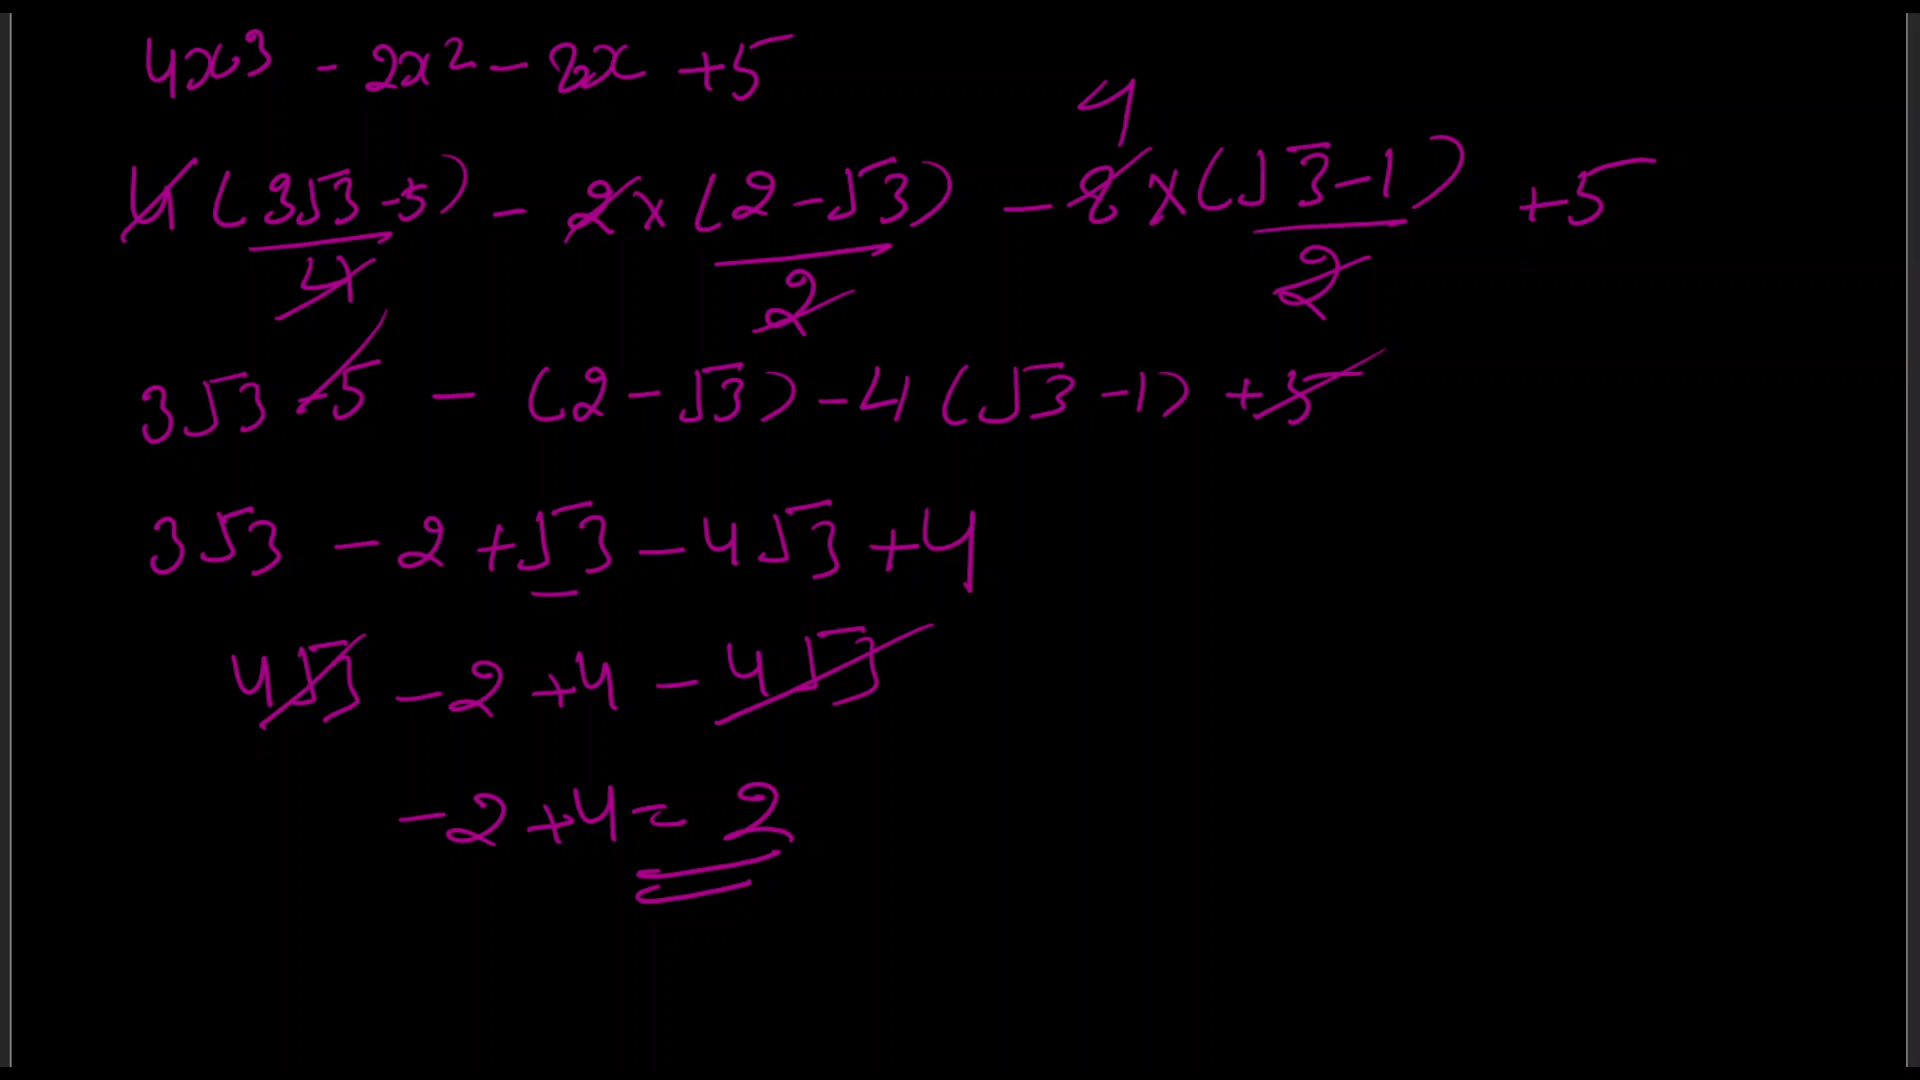 4x³ - 2x² - 8x + 5
4(3√3-5)/4 - 2×(2-√3)/2 - 8×(√3-1)/2 + 5 4
3√3 - 5 - (2-√3) - 4(√3-1) + 5
3√3 - 2 + √3 - 4√3 + 4
4√3 - 2 + 4 - 4√3
-2 + 4 = 2